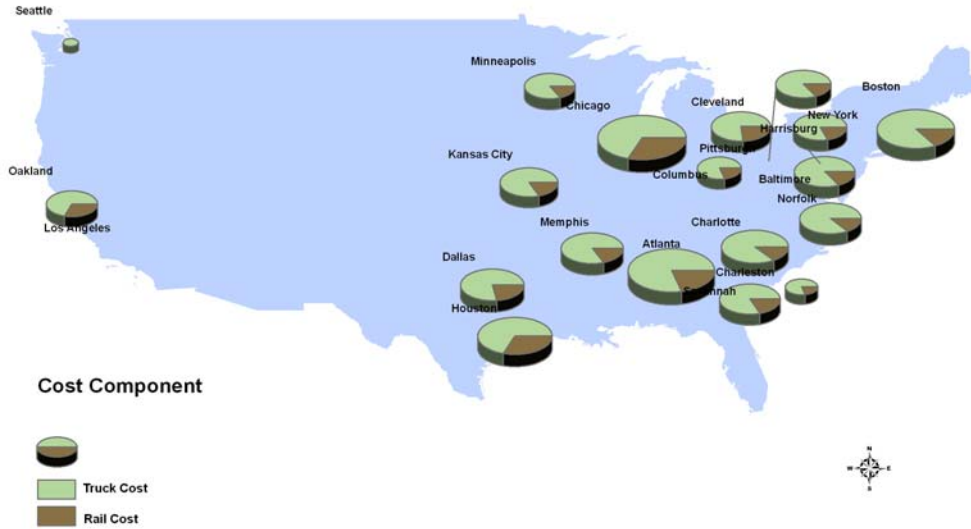 Seattle
Minneapolis
Chicago
Cleveland
Boston
New York
Harrisburg
Pittsburgh
Kansas City
Columbus
Baltimore
Oakland
Norfolk
Los Angeles
Memphis
Charlotte
Atlanta
Dallas
Charleston
Savannah
Houston
Cost Component
Truck Cost
Rail Cost
N
W
E
S